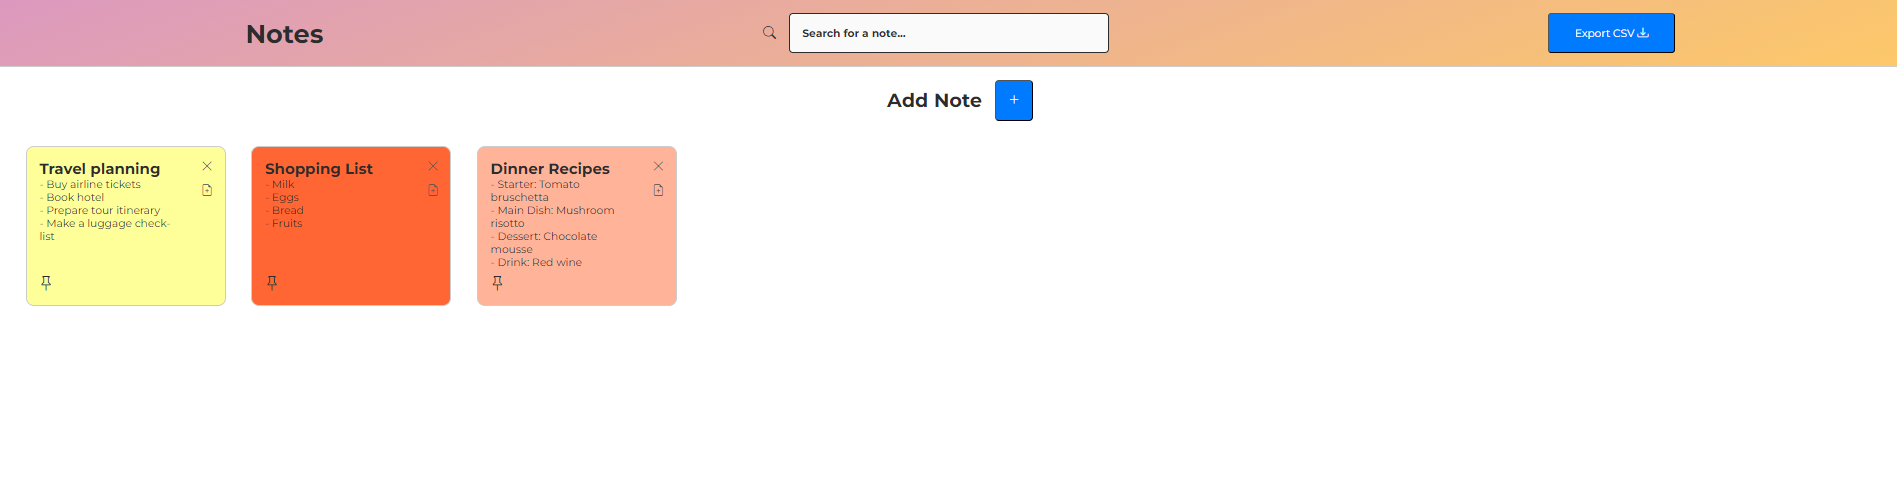 Notes
Search for a note...
Export CSV
Add Note
+
Travel planning
- Buy airline tickets
- Book hotel
- Prepare tour itinerary
- Make a luggage check-
list
Shopping List
- Milk
- Eggs
- Bread
- Fruits
Dinner Recipes
- Starter: Tomato
bruschetta
- Main Dish: Mushroom
risotto
- Dessert: Chocolate
mousse
- Drink: Red wine